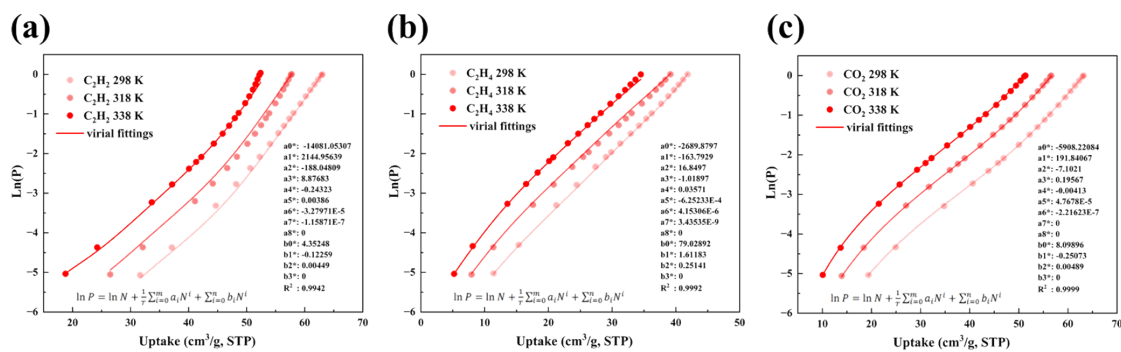 (a)
0
−1
−2
−3
−4
−5
−6
Ln(P)
C₂H₂ 298 K
C₂H₂ 318 K
C₂H₂ 338 K
virial fittings
a0*: -14081.05307
a1*: 2144.95639
a2*: -188.04809
a3*: 8.87683
a4*: -0.24323
a5*: 0.00386
a6*: -3.27971E-5
a7*: -1.15871E-7
a8*: 0
b0*: 4.35248
b1*: -0.12259
b2*: 0.00449
b3*: 0
R² : 0.9942
ln P = ln N + 1/T ∑ᵢ₌₀ᵐ aᵢNⁱ + ∑ᵢ₌₀ⁿ bᵢNⁱ
20 30 40 50 60 70
Uptake (cm³/g, STP)
(b)
0
−1
−2
−3
−4
−5
−6
Ln(P)
C₂H₄ 298 K
C₂H₄ 318 K
C₂H₄ 338 K
virial fittings
a0*: -2689.8797
a1*: -163.7929
a2*: 16.8497
a3*: -1.01897
a4*: 0.03571
a5*: -6.25233E-4
a6*: 4.15306E-6
a7*: 3.43535E-9
a8*: 0
b0*: 79.02892
b1*: 1.61183
b2*: 0.25141
b3*: 0
R² : 0.9992
ln P = ln N + 1/T ∑ᵢ₌₀ᵐ aᵢNⁱ + ∑ᵢ₌₀ⁿ bᵢNⁱ
0 10 20 30 40 50
Uptake (cm³/g, STP)
(c)
0
−1
−2
−3
−4
−5
−6
Ln(P)
CO₂ 298 K
CO₂ 318 K
CO₂ 338 K
virial fittings
a0*: -5908.22084
a1*: 191.84067
a2*: -7.1021
a3*: 0.19567
a4*: -0.00413
a5*: 4.7678E-5
a6*: -2.21623E-7
a7*: 0
a8*: 0
b0*: 8.09896
b1*: -0.25073
b2*: 0.00489
b3*: 0
R² : 0.9999
ln P = ln N + 1/T ∑ᵢ₌₀ᵐ aᵢNⁱ + ∑ᵢ₌₀ⁿ bᵢNⁱ
10 20 30 40 50 60 70
Uptake (cm³/g, STP)